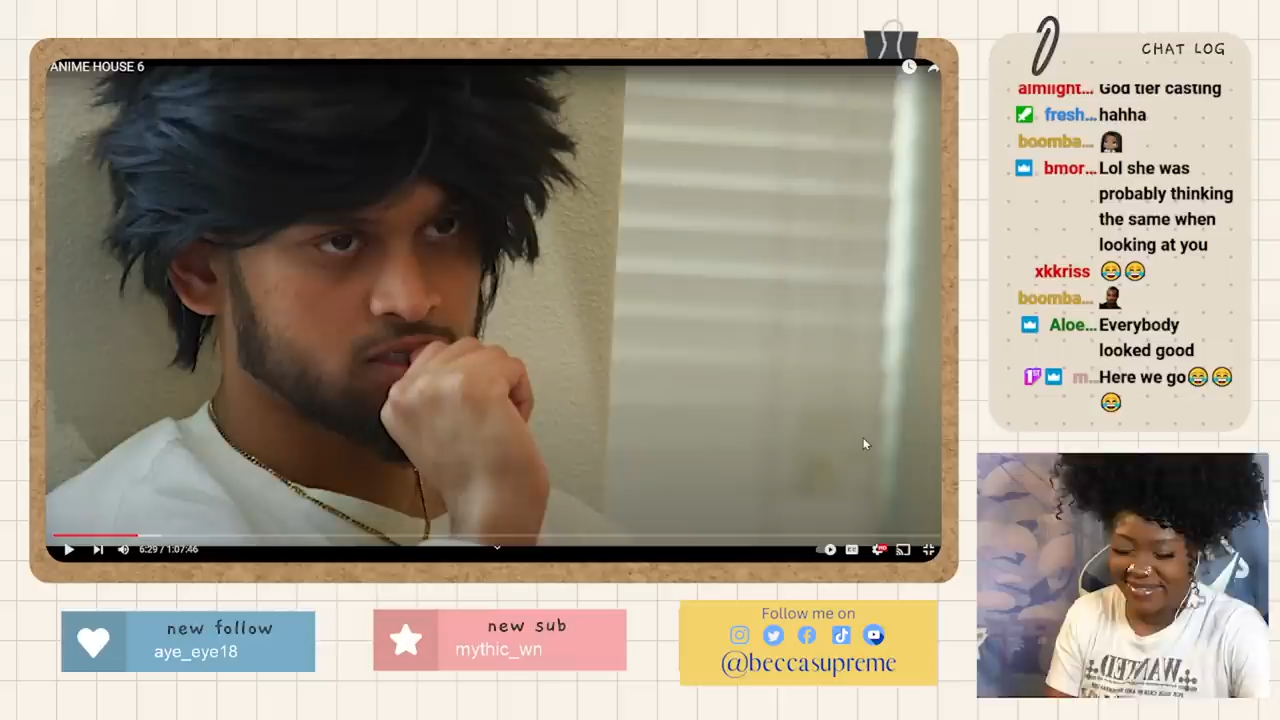 ANIME HOUSE 6
CHAT LOG
almight... God tier casting
fresh... hahha
boomba...
bmor... Lol she was
probably thinking
the same when
looking at you
xkkriss
boomba...
Aloe... Everybody
looked good
m... Here we go
6:29 / 1:07:46
new follow
aye_eye18
new sub
mythic_wn
Follow me on
@beccasupreme
WANTED